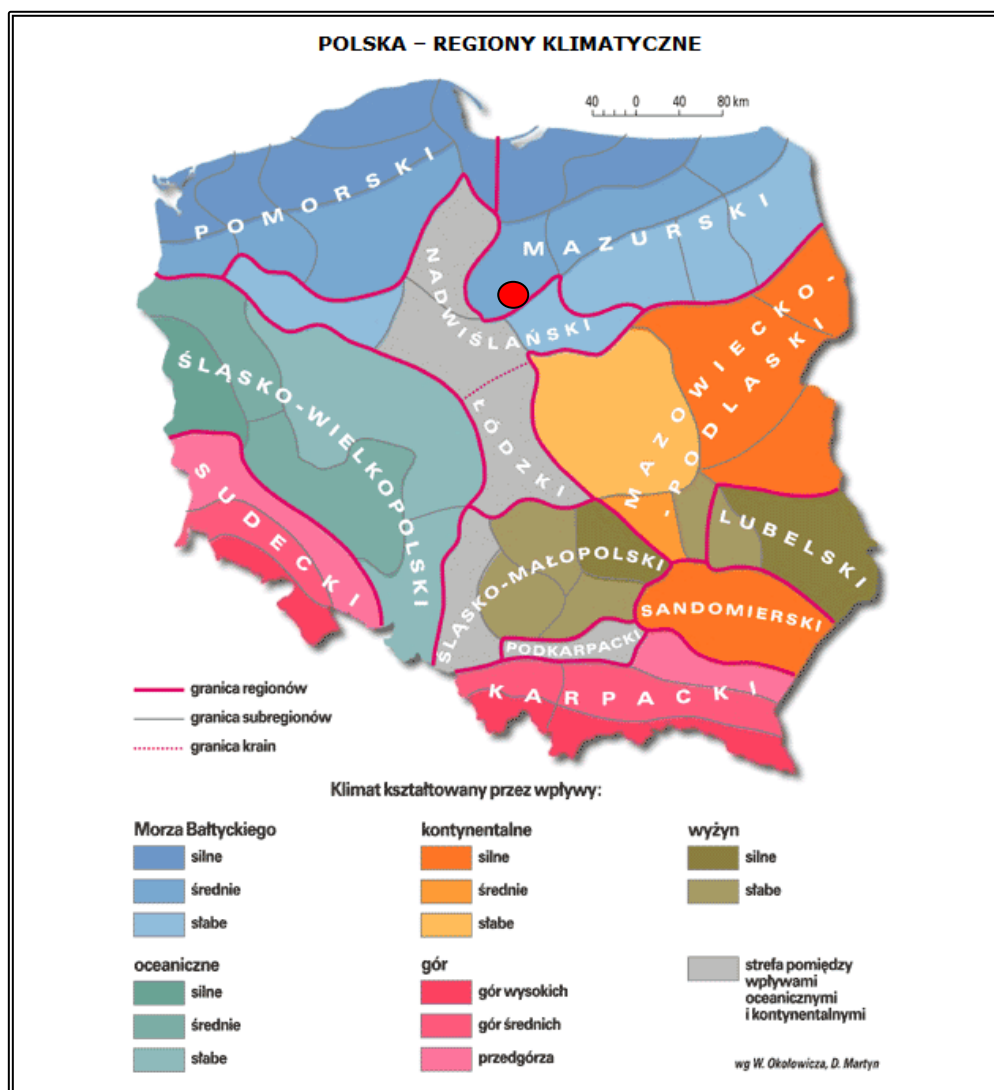 POLSKA – REGIONY KLIMATYCZNE
40 0 40 80 km
POMORSKI
MAZURSKI
NADWIŚLAŃSKI
MAZOWIECKO-
-PODLASKI
ŚLĄSKO-WIELKOPOLSKI
ŁÓDZKI
SUDECKI
LUBELSKI
ŚLĄSKO-MAŁOPOLSKI
SANDOMIERSKI
PODKARPACKI
KARPACKI
granica regionów
granica subregionów
granica krain
Klimat kształtowany przez wpływy:
Morza Bałtyckiego
silne
średnie
słabe
kontynentalne
silne
średnie
słabe
wyżyn
silne
słabe
oceaniczne
silne
średnie
słabe
gór
gór wysokich
gór średnich
przedgórza
strefa pomiędzy
wpływami
oceanicznymi
i kontynentalnymi
wg W. Okołowicza, D. Martyn